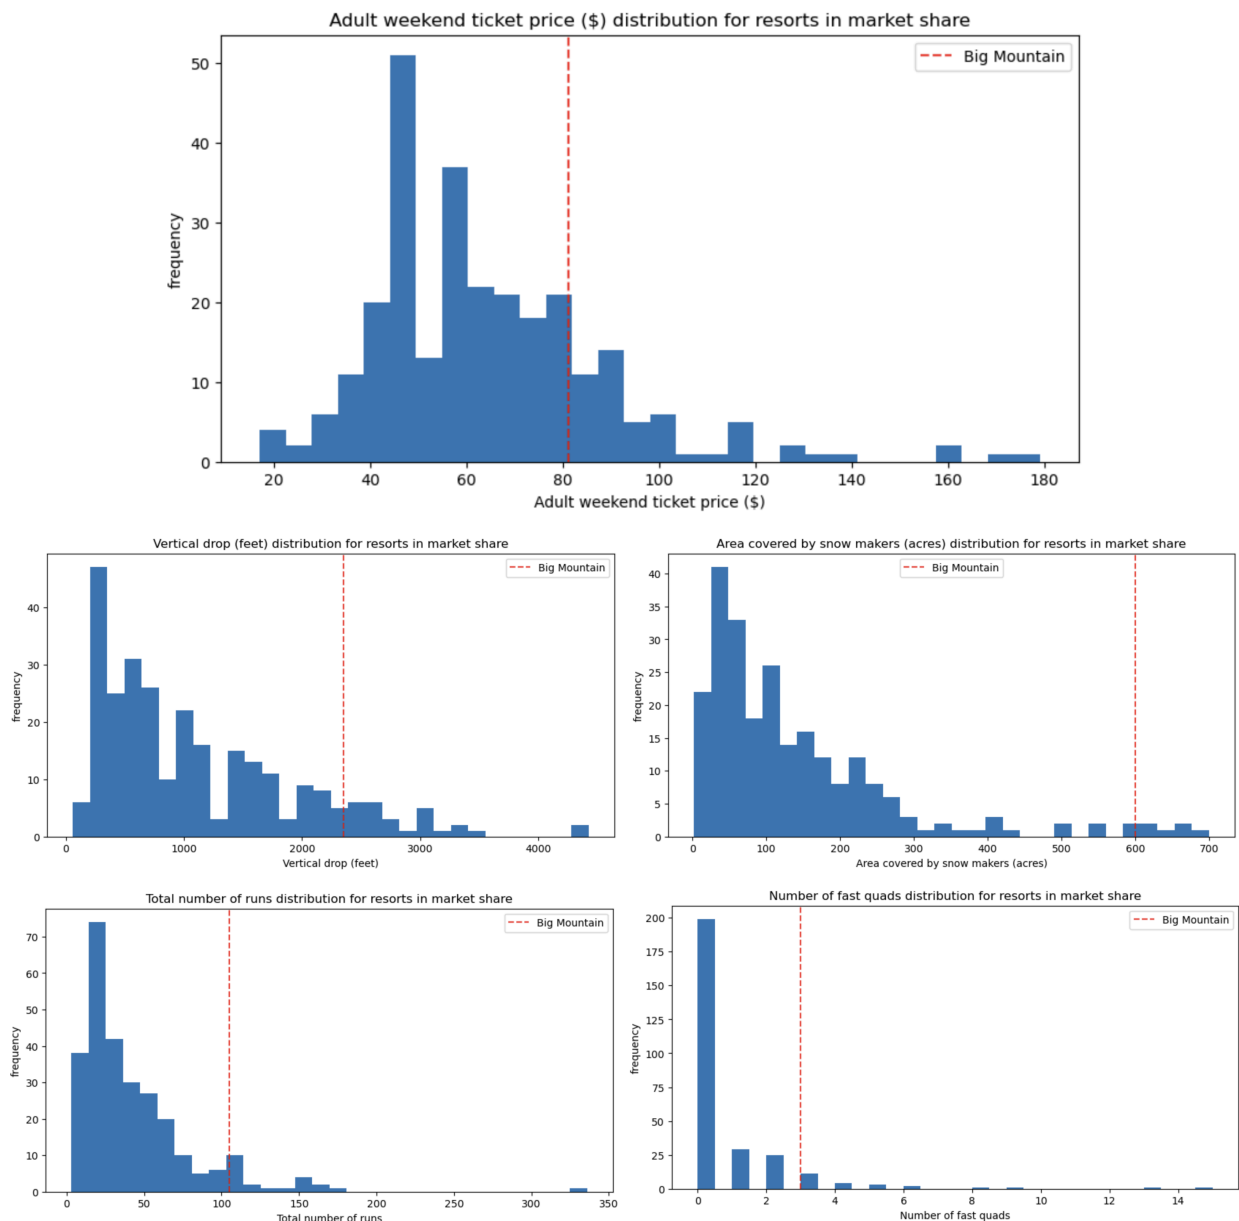 Adult weekend ticket price ($) distribution for resorts in market share
Big Mountain
frequency
50
40
30
20
10
0
20 40 60 80 100 120 140 160 180
Adult weekend ticket price ($)
Vertical drop (feet) distribution for resorts in market share
Big Mountain
frequency
40
30
20
10
0
0 1000 2000 3000 4000
Vertical drop (feet)
Area covered by snow makers (acres) distribution for resorts in market share
Big Mountain
frequency
40
35
30
25
20
15
10
5
0
0 100 200 300 400 500 600 700
Area covered by snow makers (acres)
Total number of runs distribution for resorts in market share
Big Mountain
frequency
70
60
50
40
30
20
10
0
0 50 100 150 200 250 300 350
Total number of runs
Number of fast quads distribution for resorts in market share
Big Mountain
frequency
200
175
150
125
100
75
50
25
0
0 2 4 6 8 10 12 14
Number of fast quads